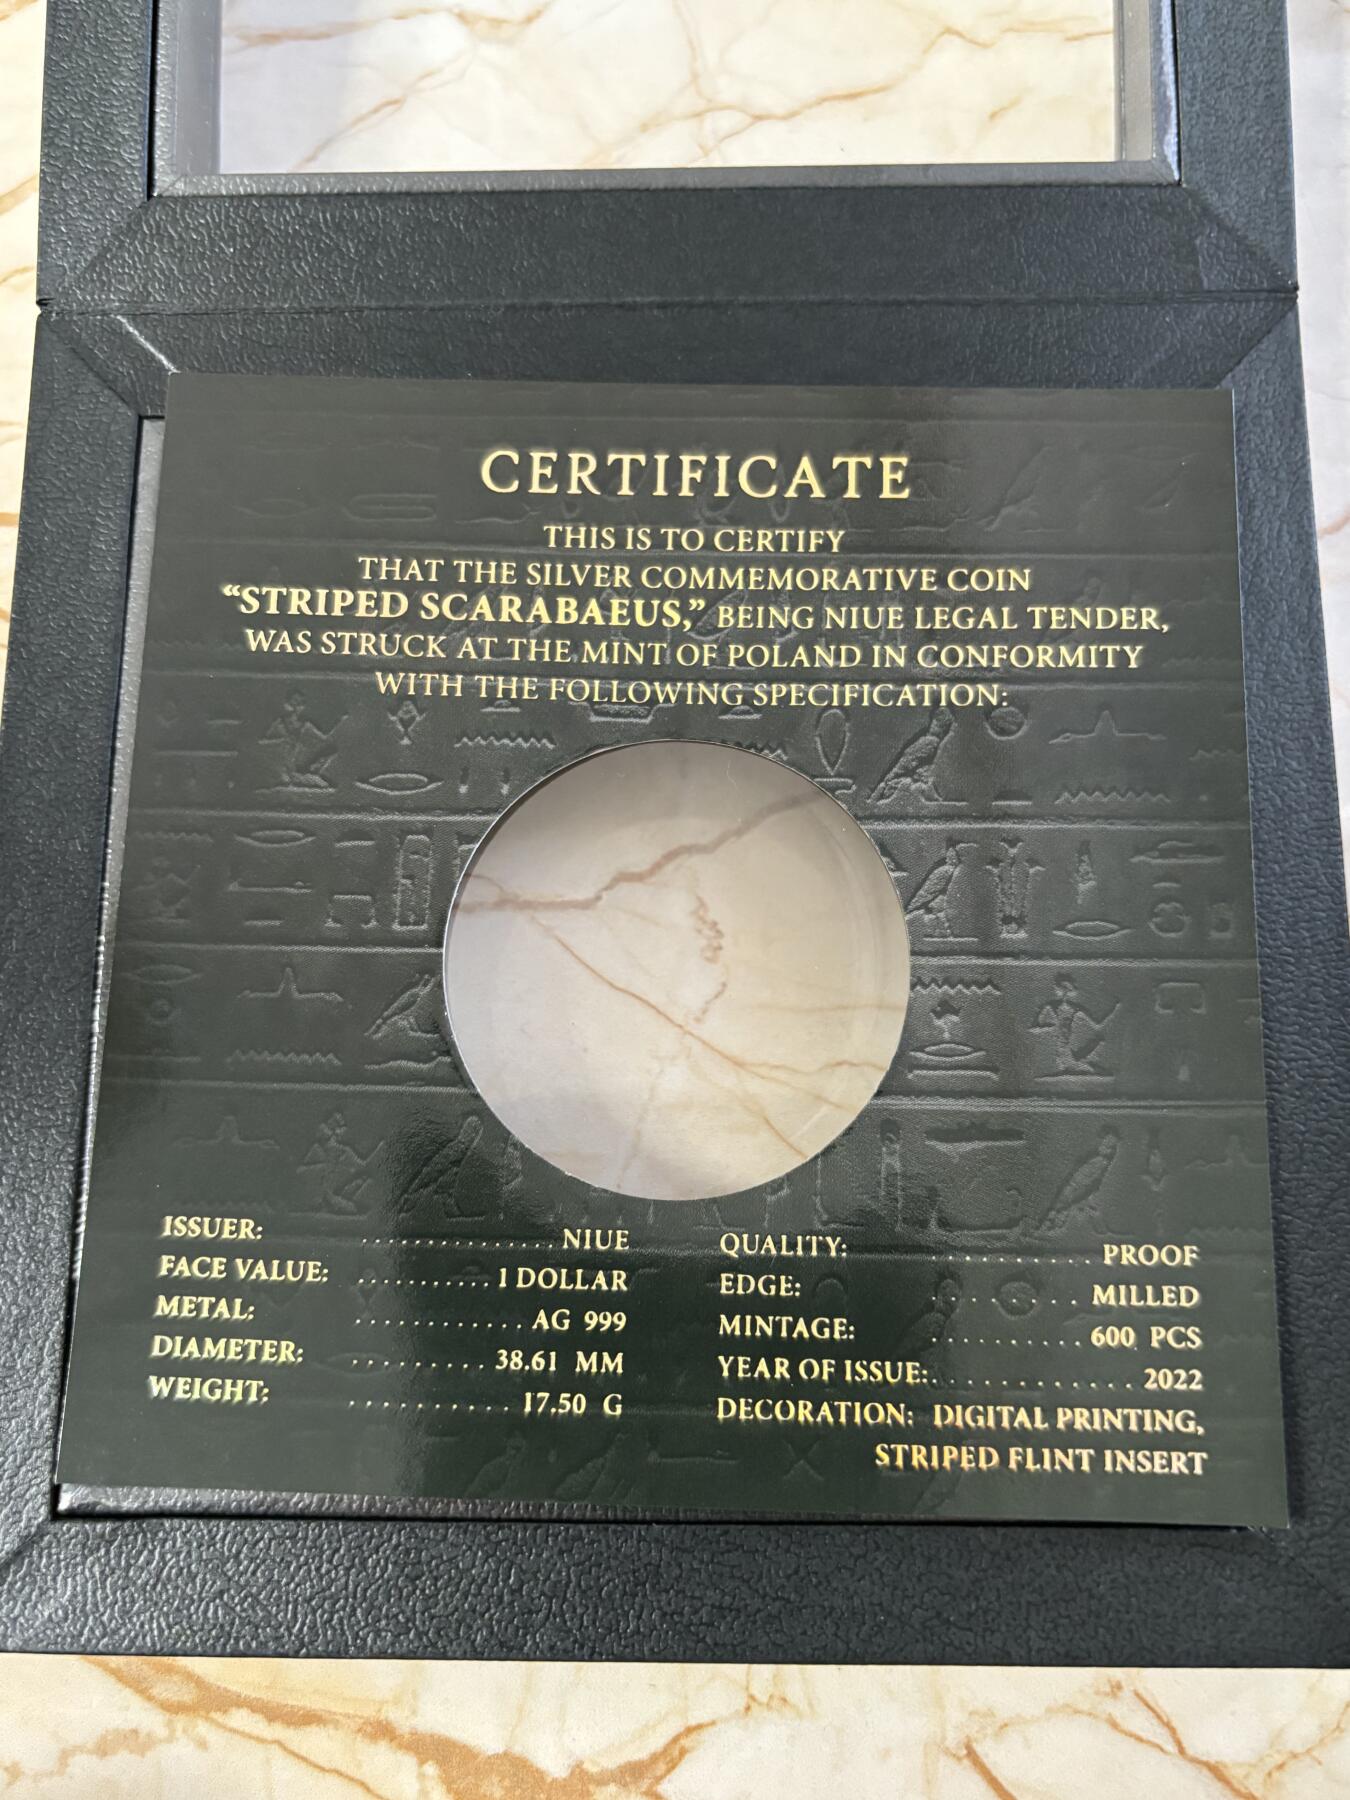 CERTIFICATE
THIS IS TO CERTIFY
THAT THE SILVER COMMEMORATIVE COIN
“STRIPED SCARABAEUS,” BEING NIUE LEGAL TENDER,
WAS STRUCK AT THE MINT OF POLAND IN CONFORMITY
WITH THE FOLLOWING SPECIFICATION:
ISSUER: ............... NIUE
FACE VALUE: ........... 1 DOLLAR
METAL: ............. AG 999
DIAMETER: .......... 38.61 MM
WEIGHT: ........... 17.50 G
QUALITY: .......... PROOF
EDGE: .......... MILLED
MINTAGE: .......... 600 PCS
YEAR OF ISSUE: ............. 2022
DECORATION: DIGITAL PRINTING,
STRIPED FLINT INSERT